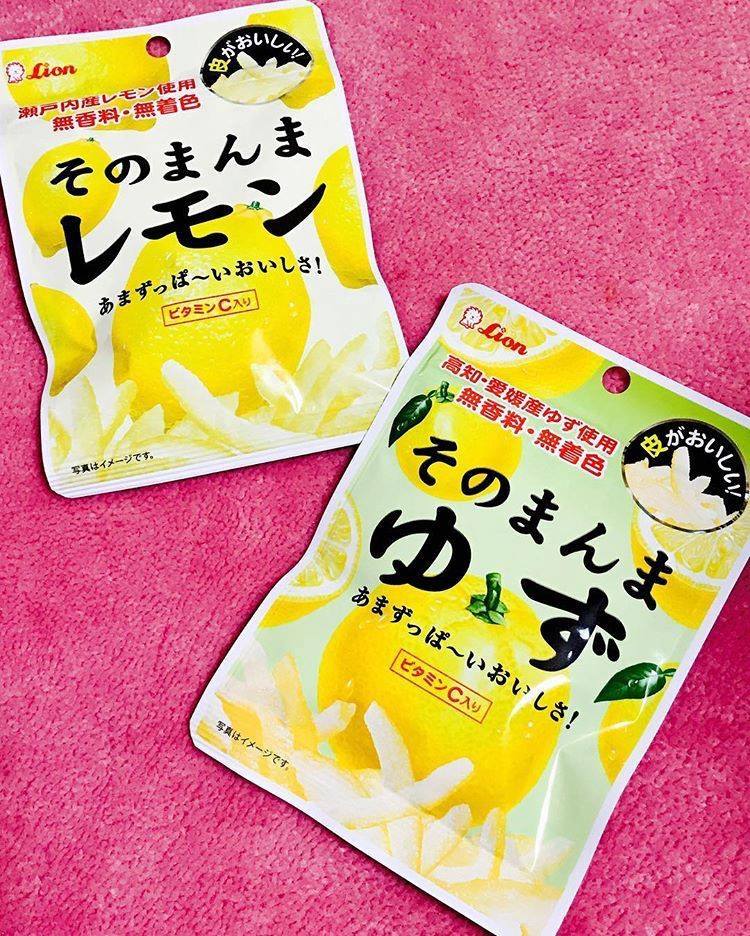 Lion
皮がおいしい!
瀬戸内産レモン使用
無香料・無着色
そのまんま
レモン
あまずっぱ〜いおいしさ!
ビタミンC入り
写真はイメージです。
Lion
高知・愛媛産ゆず使用
無香料・無着色
皮がおいしい!
そのまんま
ゆず
あまずっぱ〜いおいしさ!
ビタミンC入り
写真はイメージです。